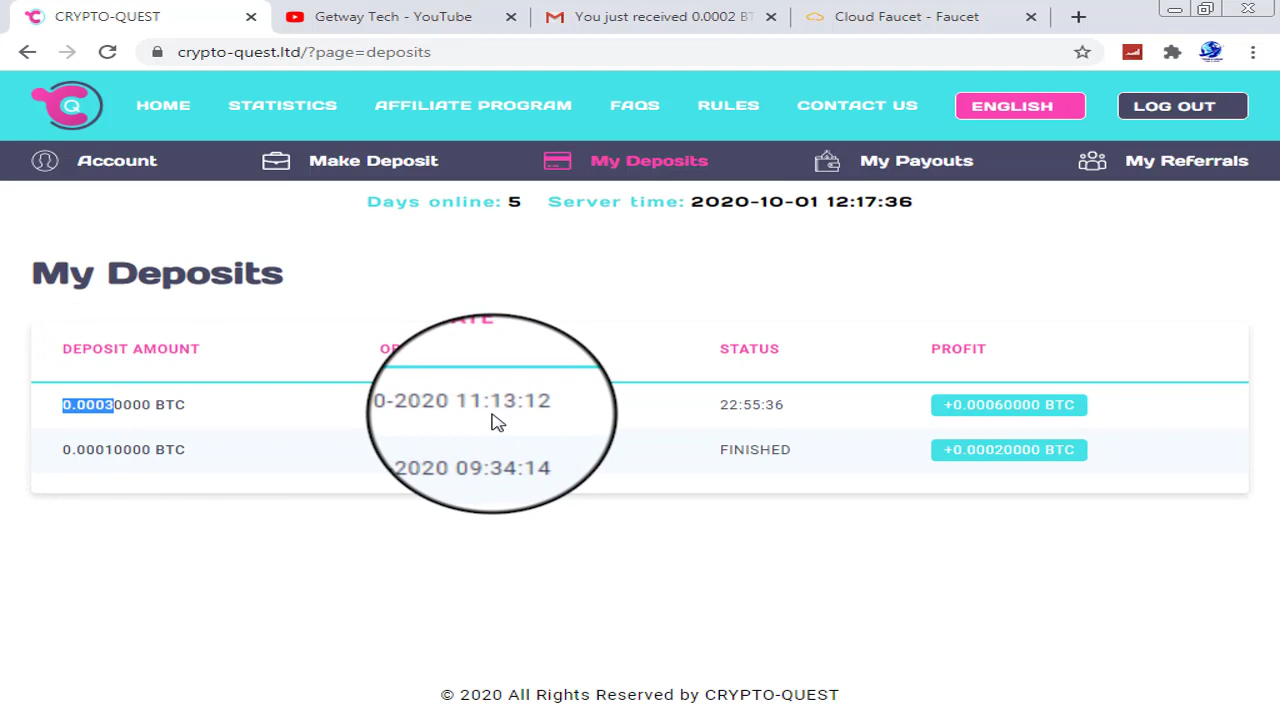 CRYPTO-QUEST
Getway Tech - YouTube
You just received 0.0002 BT
Cloud Faucet - Faucet
crypto-quest.ltd/?page=deposits
Q
HOME
STATISTICS
AFFILIATE PROGRAM
FAQS
RULES
CONTACT US
ENGLISH
LOG OUT
Account
Make Deposit
My Deposits
My Payouts
My Referrals
Days online: 5 Server time: 2020-10-01 12:17:36
My Deposits
DEPOSIT AMOUNT
STATUS
PROFIT
0.00030000 BTC
0-2020 11:13:12
22:55:36
+0.00060000 BTC
0.00010000 BTC
2020 09:34:14
FINISHED
+0.00020000 BTC
© 2020 All Rights Reserved by CRYPTO-QUEST